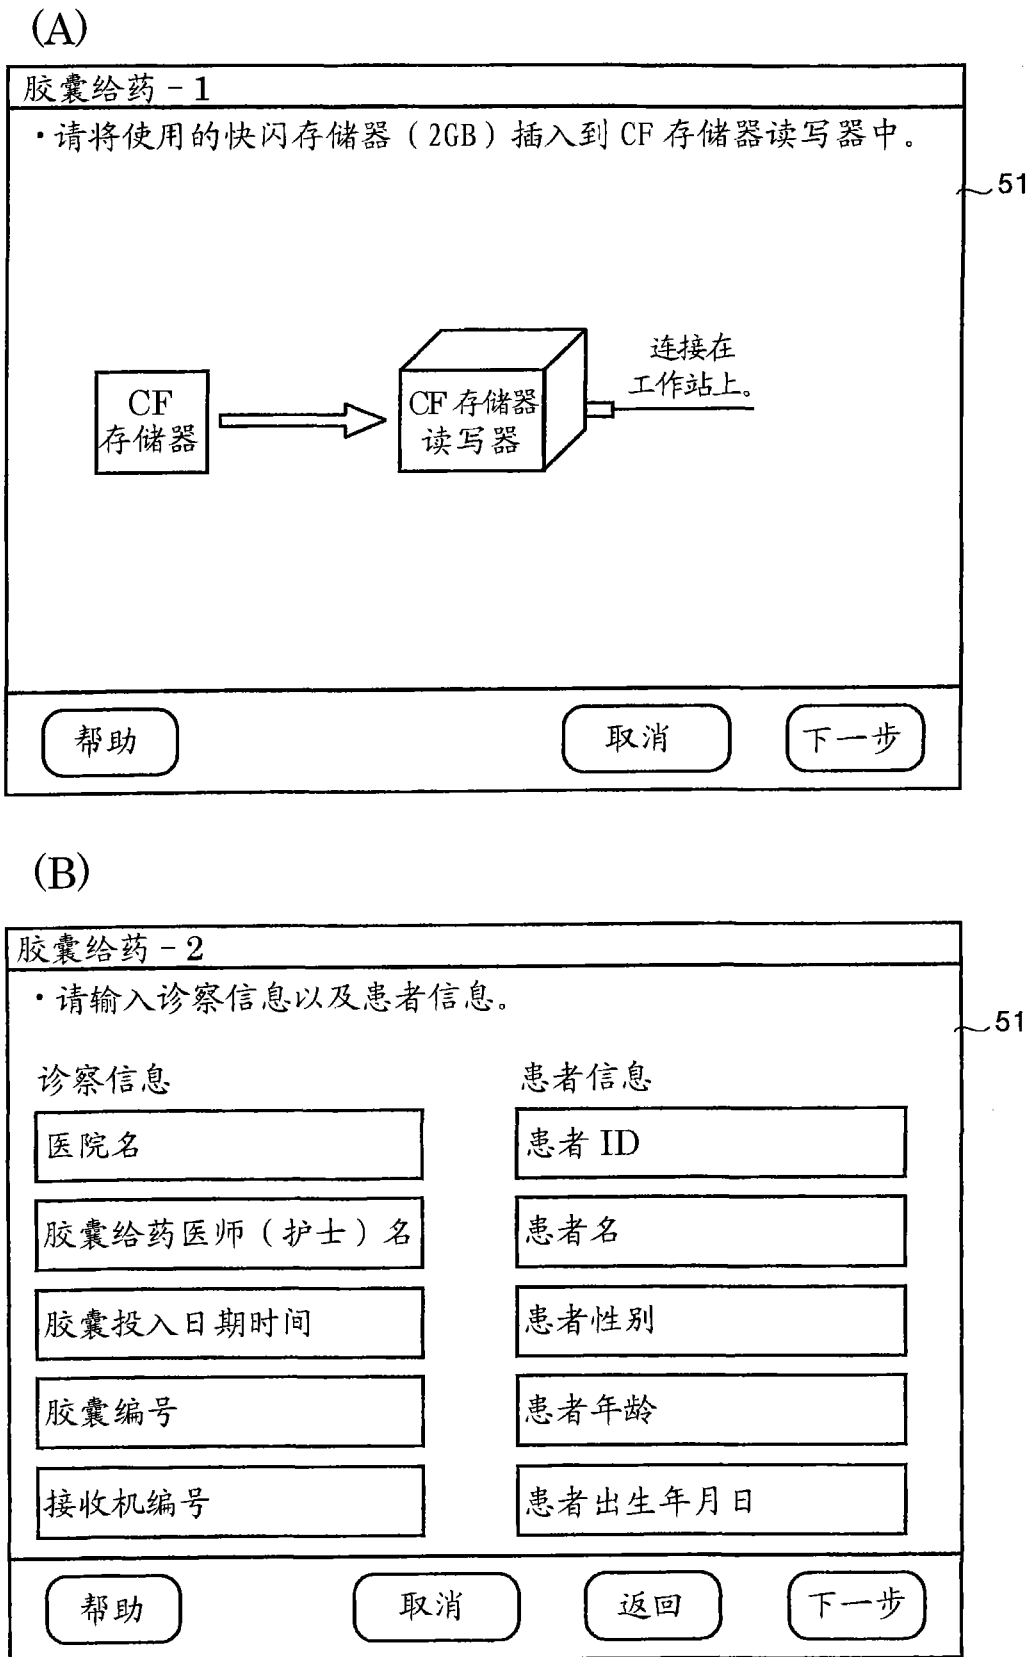 (A)
胶囊给药 - 1
·请将使用的快闪存储器（2GB）插入到 CF 存储器读写器中。
51
CF
存储器
CF 存储器
读写器
连接在
工作站上。
帮助
取消
下一步
(B)
胶囊给药 - 2
·请输入诊察信息以及患者信息。
51
诊察信息
患者信息
医院名
患者 ID
胶囊给药医师（护士）名
患者名
胶囊投入日期时间
患者性别
胶囊编号
患者年龄
接收机编号
患者出生年月日
帮助
取消
返回
下一步